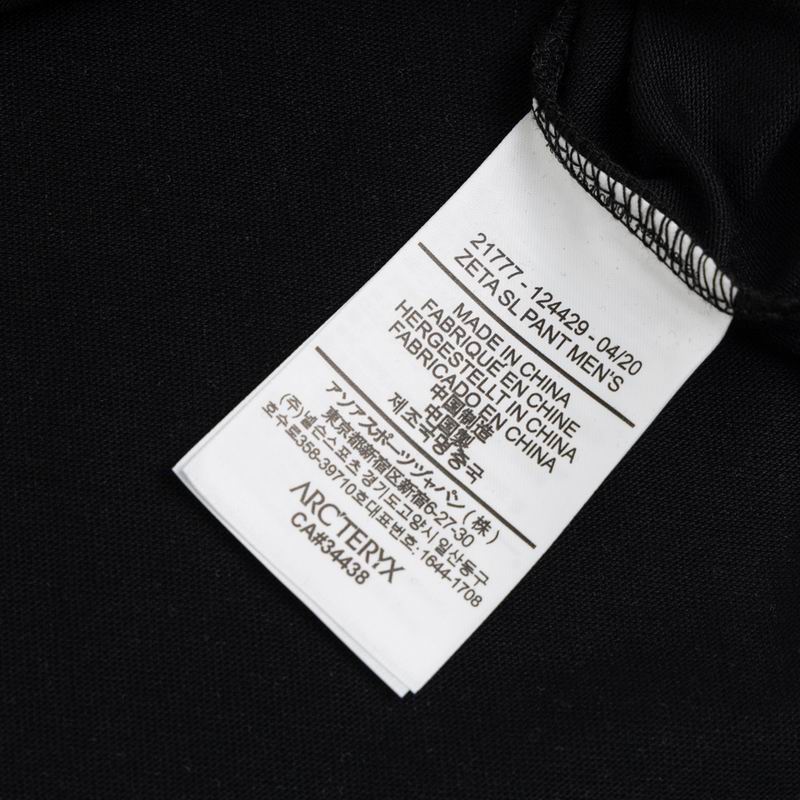 21777 - 124429 - 04/20
ZETA SL PANT MEN'S
MADE IN CHINA
FABRIQUE EN CHINE
HERGESTELLT IN CHINA
FABRICADO EN CHINA
中国制造
中国製
제조국명중국
アソアスポーツヅャパン(株)
東京都新宿区新宿6-27-30
(주)넬슨스포츠 경기도고양시 일산동구
호수로358-39710호대표번호. 1644-1708
ARC'TERYX
CA#34438